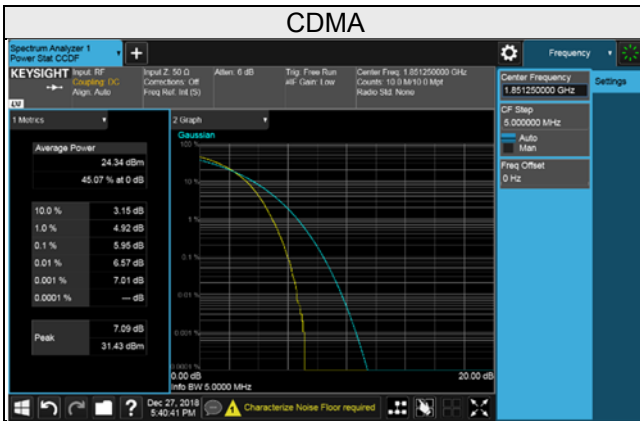 CDMA
Spectrum Analyzer 1
Power Stat CCDF
Frequency
KEYSIGHT
Input: RF
Coupling: DC
Align: Auto
Input Z: 50 Ω
Corrections: Off
Freq Ref: Int (S)
Atten: 6 dB
Trig: Free Run
#IF Gain: Low
Center Freq: 1.851250000 GHz
Counts: 10.0 M/10.0 Mpt
Radio Std: None
Center Frequency
1.851250000 GHz
Settings
CF Step
5.000000 MHz
Auto
Man
Freq Offset
0 Hz
1 Metrics
2 Graph
Gaussian
Average Power
24.34 dBm
45.07 % at 0 dB
10.0 % 3.15 dB
1.0 % 4.92 dB
0.1 % 5.95 dB
0.01 % 6.57 dB
0.001 % 7.01 dB
0.0001 % --- dB
Peak 7.09 dB
31.43 dBm
100 %
10 %
1 %
0.1 %
0.01 %
0.001 %
0.0001 %
0.00 dB
20.00 dB
Info BW 5.0000 MHz
Dec 27, 2018
5:40:41 PM
Characterize Noise Floor required